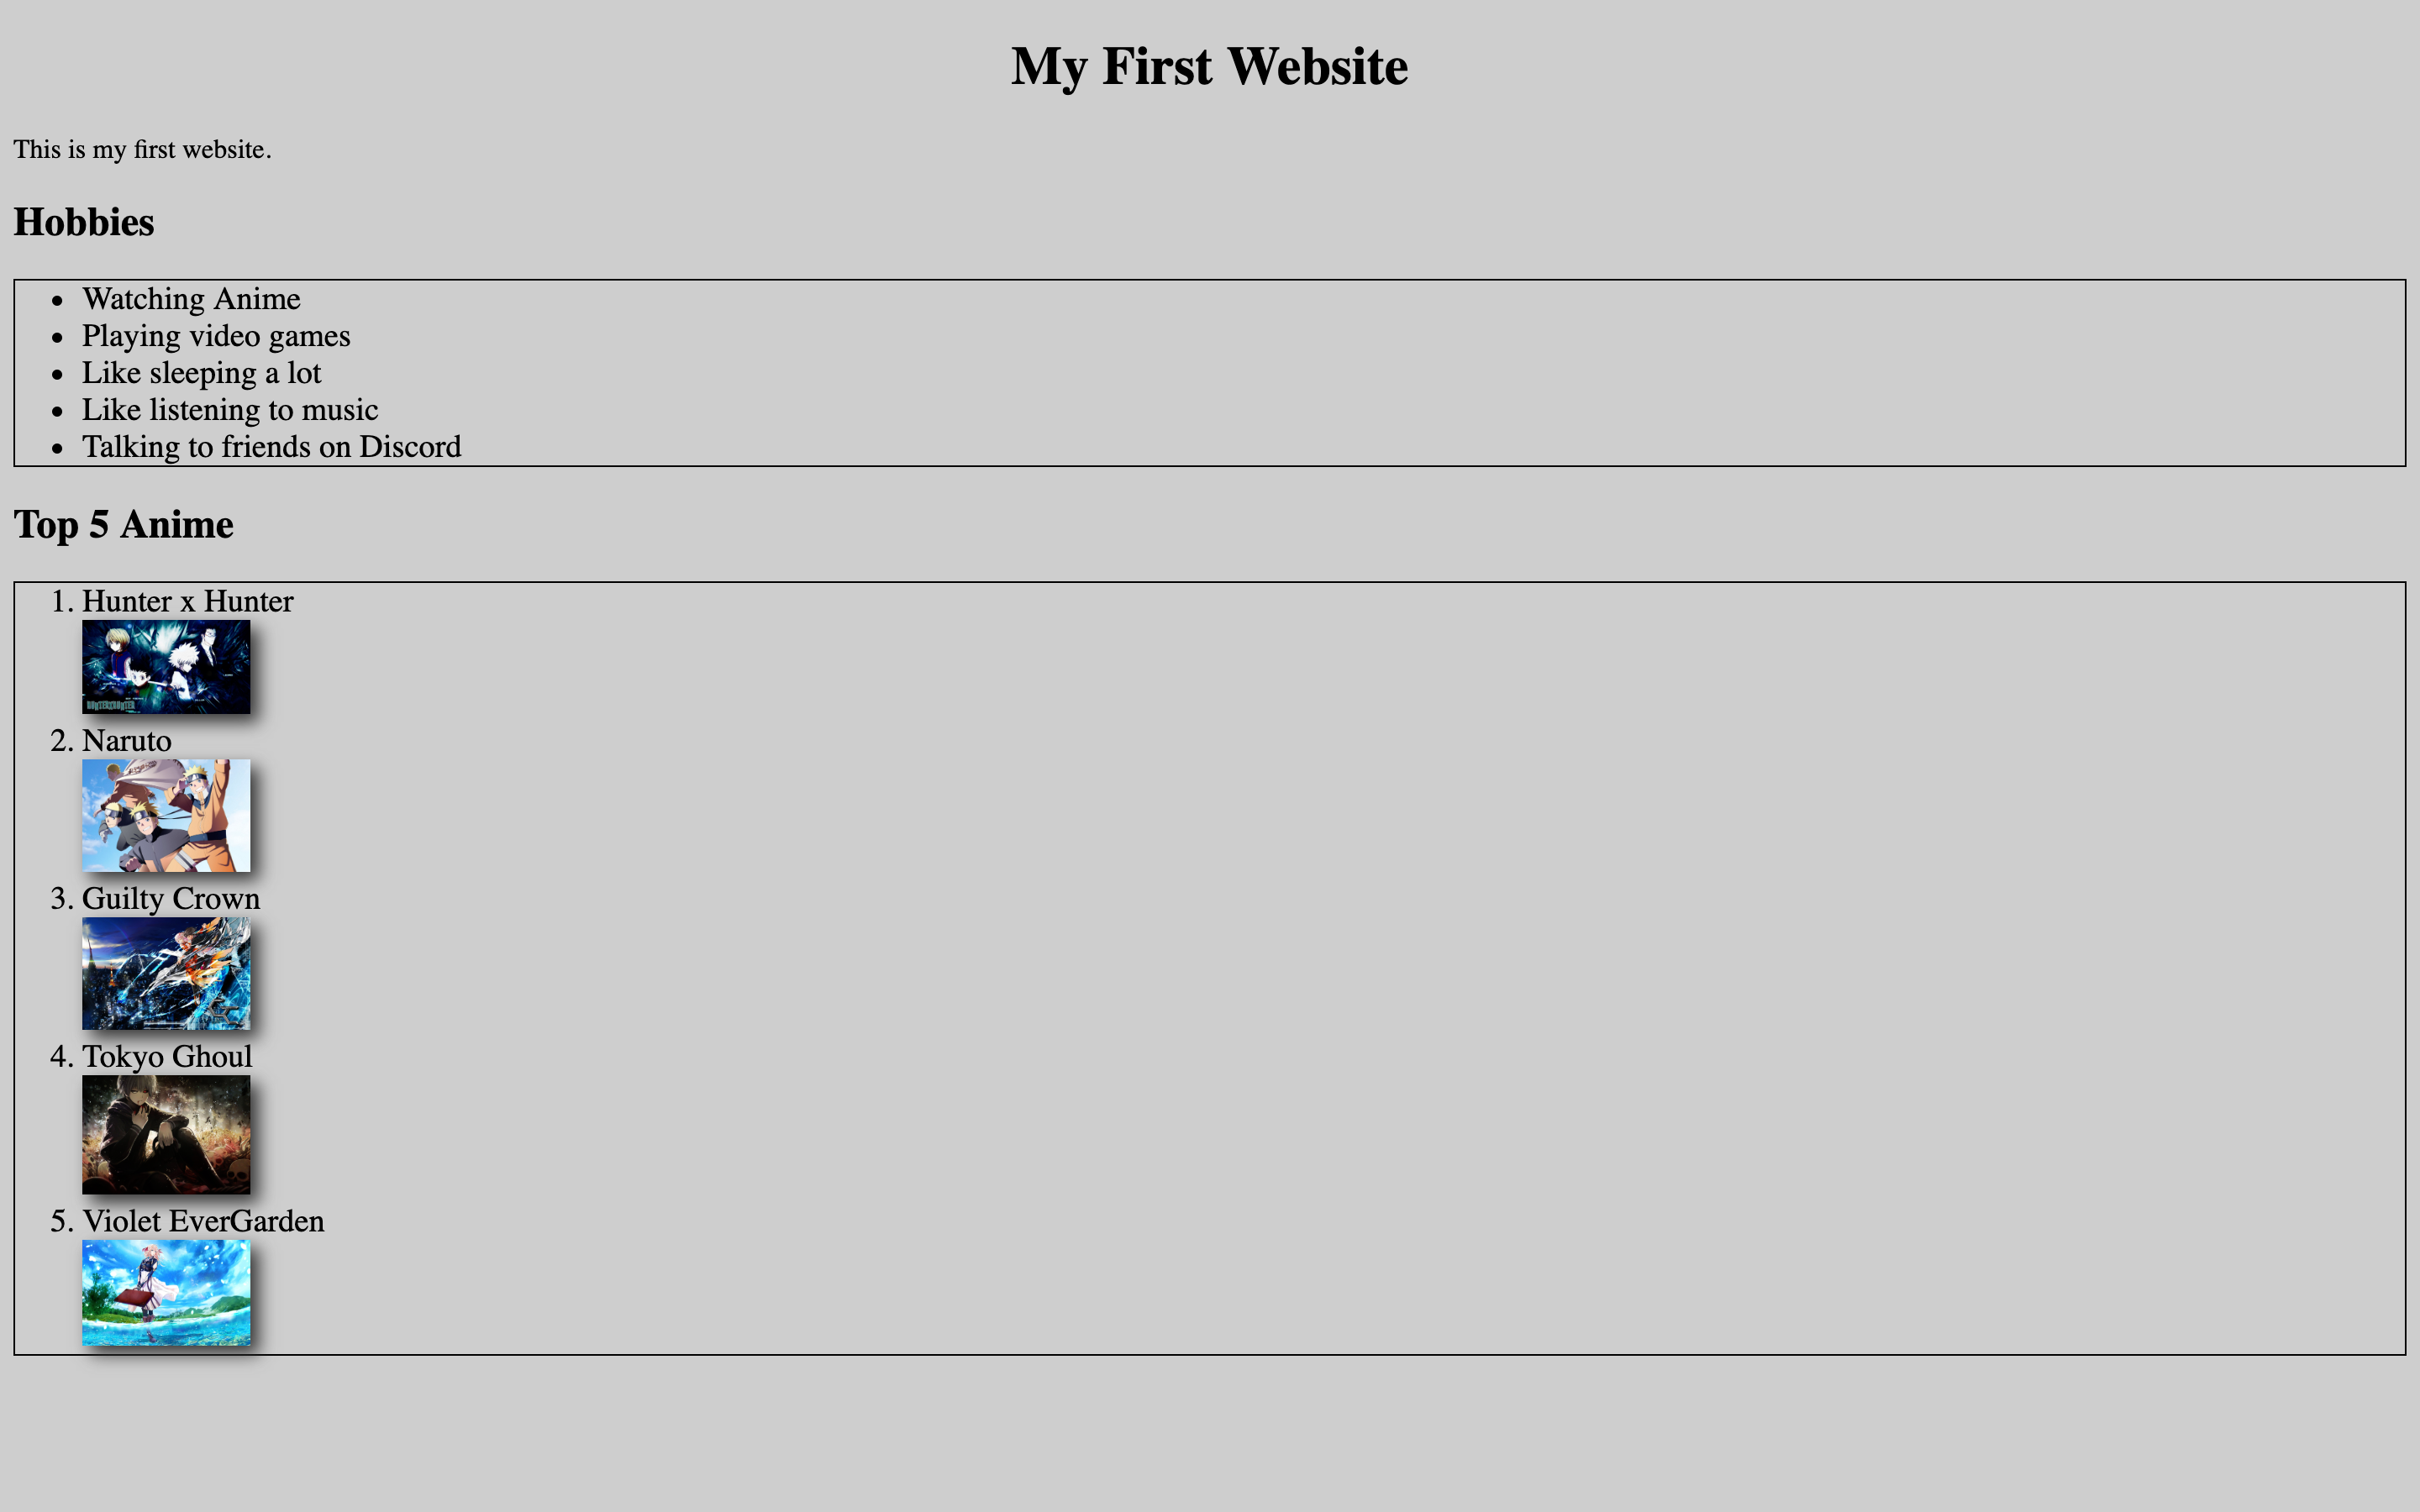 My First Website
This is my first website.
Hobbies
• Watching Anime
• Playing video games
• Like sleeping a lot
• Like listening to music
• Talking to friends on Discord
Top 5 Anime
1. Hunter x Hunter
HUNTERXHUNTER
2. Naruto
3. Guilty Crown
4. Tokyo Ghoul
5. Violet EverGarden